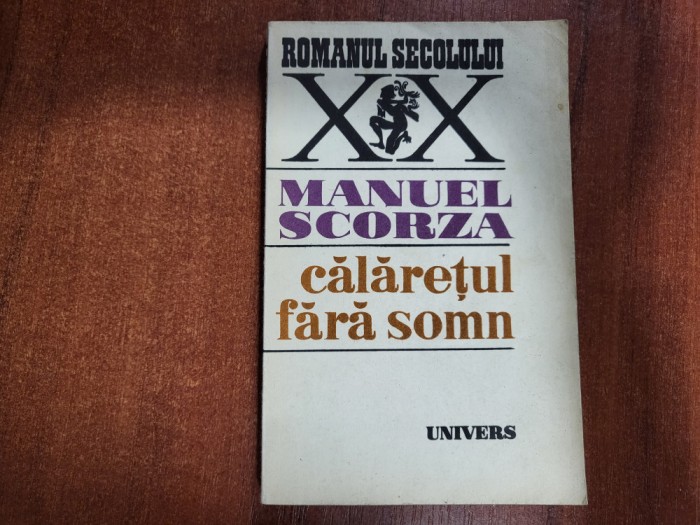 ROMANUL SECOLULUI
XX
MANUEL
SCORZA
călărețul
fără somn
UNIVERS